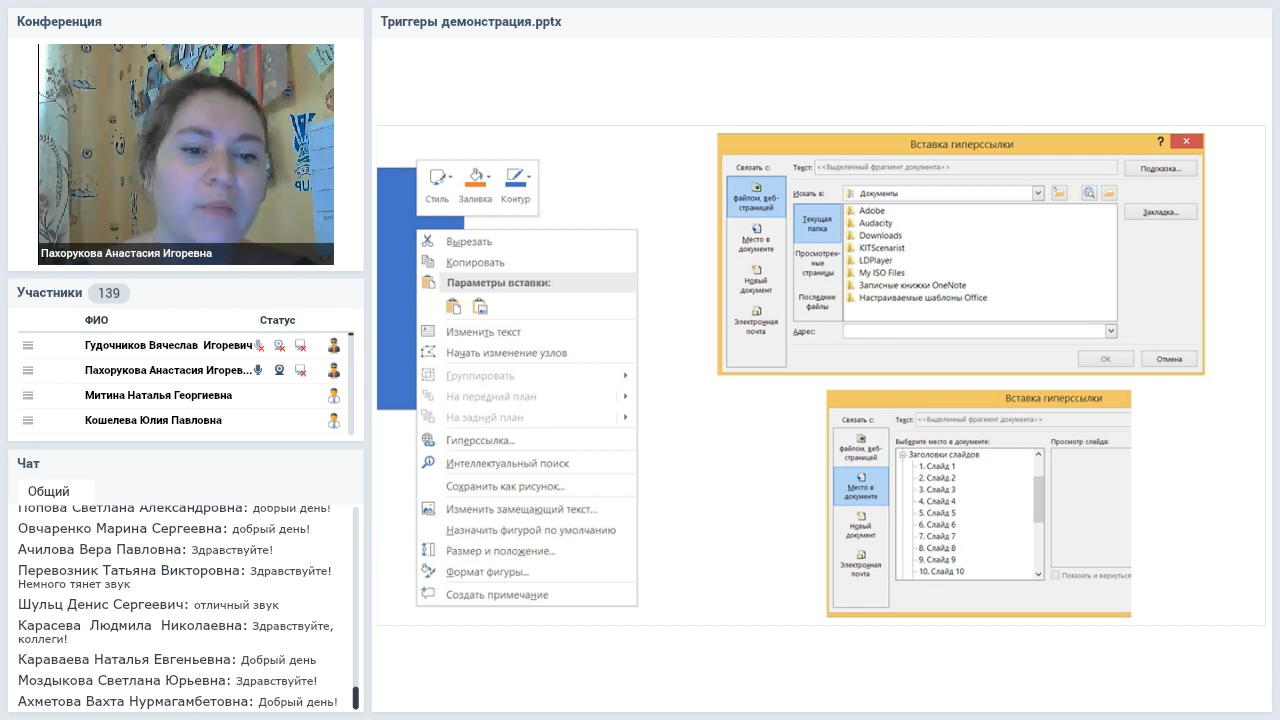 Конференция
Пахорукова Анастасия Игоревна
Участники 139
ФИО Статус
Гудочников Вячеслав Игоревич
Пахорукова Анастасия Игорев...
Митина Наталья Георгиевна
Кошелева Юлия Павловна
Чат
Общий
Попова Светлана Александровна: добрый день!
Овчаренко Марина Сергеевна: добрый день!
Ачилова Вера Павловна: Здравствуйте!
Перевозник Татьяна Викторовна: Здравствуйте!
Немного тянет звук
Шульц Денис Сергеевич: отличный звук
Карасева Людмила Николаевна: Здравствуйте,
коллеги!
Караваева Наталья Евгеньевна: Добрый день
Моздыкова Светлана Юрьевна: Здравствуйте!
Ахметова Вахта Нурмагамбетовна: Добрый день!
Триггеры демонстрация.pptx
Стиль Заливка Контур
Вырезать
Копировать
Параметры вставки:
Изменить текст
Начать изменение узлов
Группировать
На передний план
На задний план
Гиперссылка...
Интеллектуальный поиск
Сохранить как рисунок...
Изменить замещающий текст...
Назначить фигурой по умолчанию
Размер и положение...
Формат фигуры...
Создать примечание
Вставка гиперссылки ?
Связать с: Текст: <<Выделенный фрагмент документа>> Подсказка...
файлом, веб-
страницей
Место в
документе
Новый
документ
Электронная
почта
Искать в: Документы
Закладка...
Текущая
папка
Просмотрен-
ные
страницы
Последние
файлы
Adobe
Audacity
Downloads
KITScenarist
LDPlayer
My ISO Files
Записные книжки OneNote
Настраиваемые шаблоны Office
Адрес:
ОК Отмена
Вставка гиперссылки
Связать с: Текст: <<Выделенный фрагмент документа>>
файлом, веб-
страницей
Место в
документе
Новый
документ
Электронная
почта
Выберите место в документе: Просмотр слайда:
Заголовки слайдов
1. Слайд 1
2. Слайд 2
3. Слайд 3
4. Слайд 4
5. Слайд 5
6. Слайд 6
7. Слайд 7
8. Слайд 8
9. Слайд 9
10. Слайд 10
Показать и вернуться